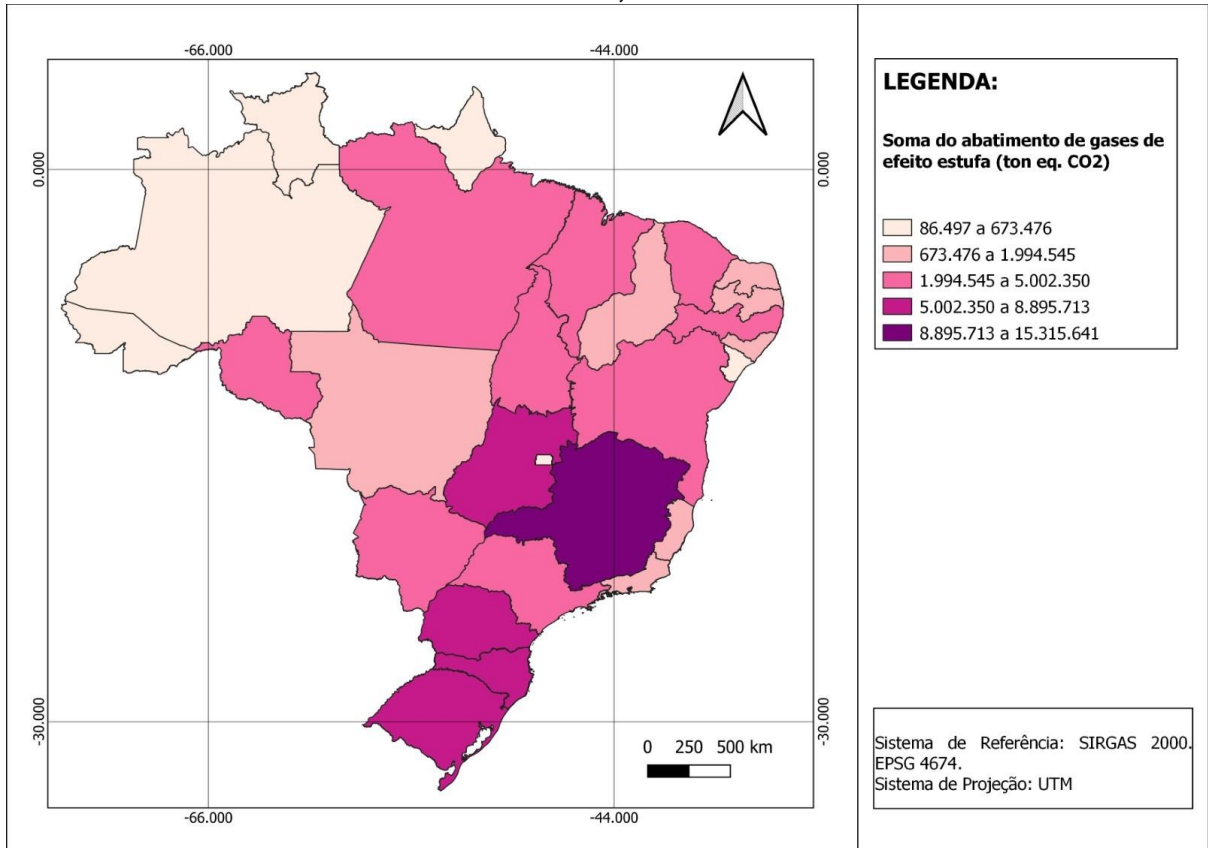 -66.000
-44.000
0.000
0.000
-30.000
-30.000
0 250 500 km
-66.000
-44.000
LEGENDA:
Soma do abatimento de gases de
efeito estufa (ton eq. CO2)
86.497 a 673.476
673.476 a 1.994.545
1.994.545 a 5.002.350
5.002.350 a 8.895.713
8.895.713 a 15.315.641
Sistema de Referência: SIRGAS 2000.
EPSG 4674.
Sistema de Projeção: UTM